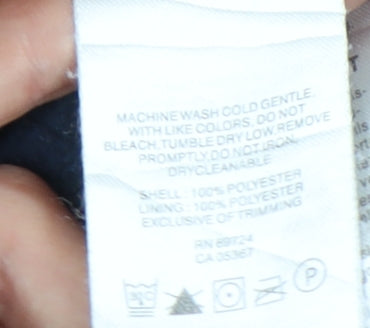 MACHINE WASH COLD GENTLE,
WITH LIKE COLORS, DO NOT
BLEACH, TUMBLE DRY LOW, REMOVE
PROMPTLY, DO NOT IRON,
DRYCLEANABLE
SHELL : 100% POLYESTER
LINING : 100% POLYESTER
EXCLUSIVE OF TRIMMING
RN 89724
CA 35367
30°C
P